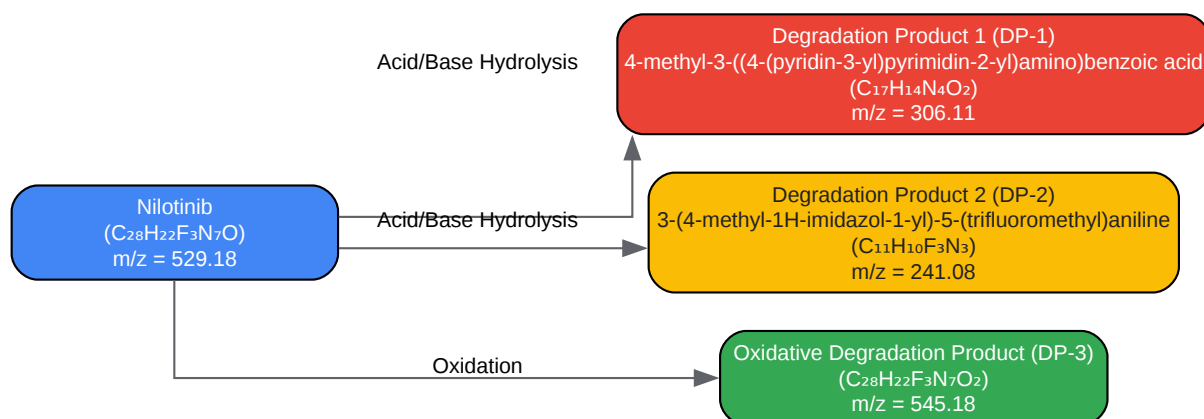 Acid/Base Hydrolysis
Degradation Product 1 (DP-1)
4-methyl-3-((4-(pyridin-3-yl)pyrimidin-2-yl)amino)benzoic acid
(C₁₇H₁₄N₄O₂)
m/z = 306.11
Nilotinib
(C₂₈H₂₂F₃N₇O)
m/z = 529.18
Acid/Base Hydrolysis
Degradation Product 2 (DP-2)
3-(4-methyl-1H-imidazol-1-yl)-5-(trifluoromethyl)aniline
(C₁₁H₁₀F₃N₃)
m/z = 241.08
Oxidation
Oxidative Degradation Product (DP-3)
(C₂₈H₂₂F₃N₇O₂)
m/z = 545.18